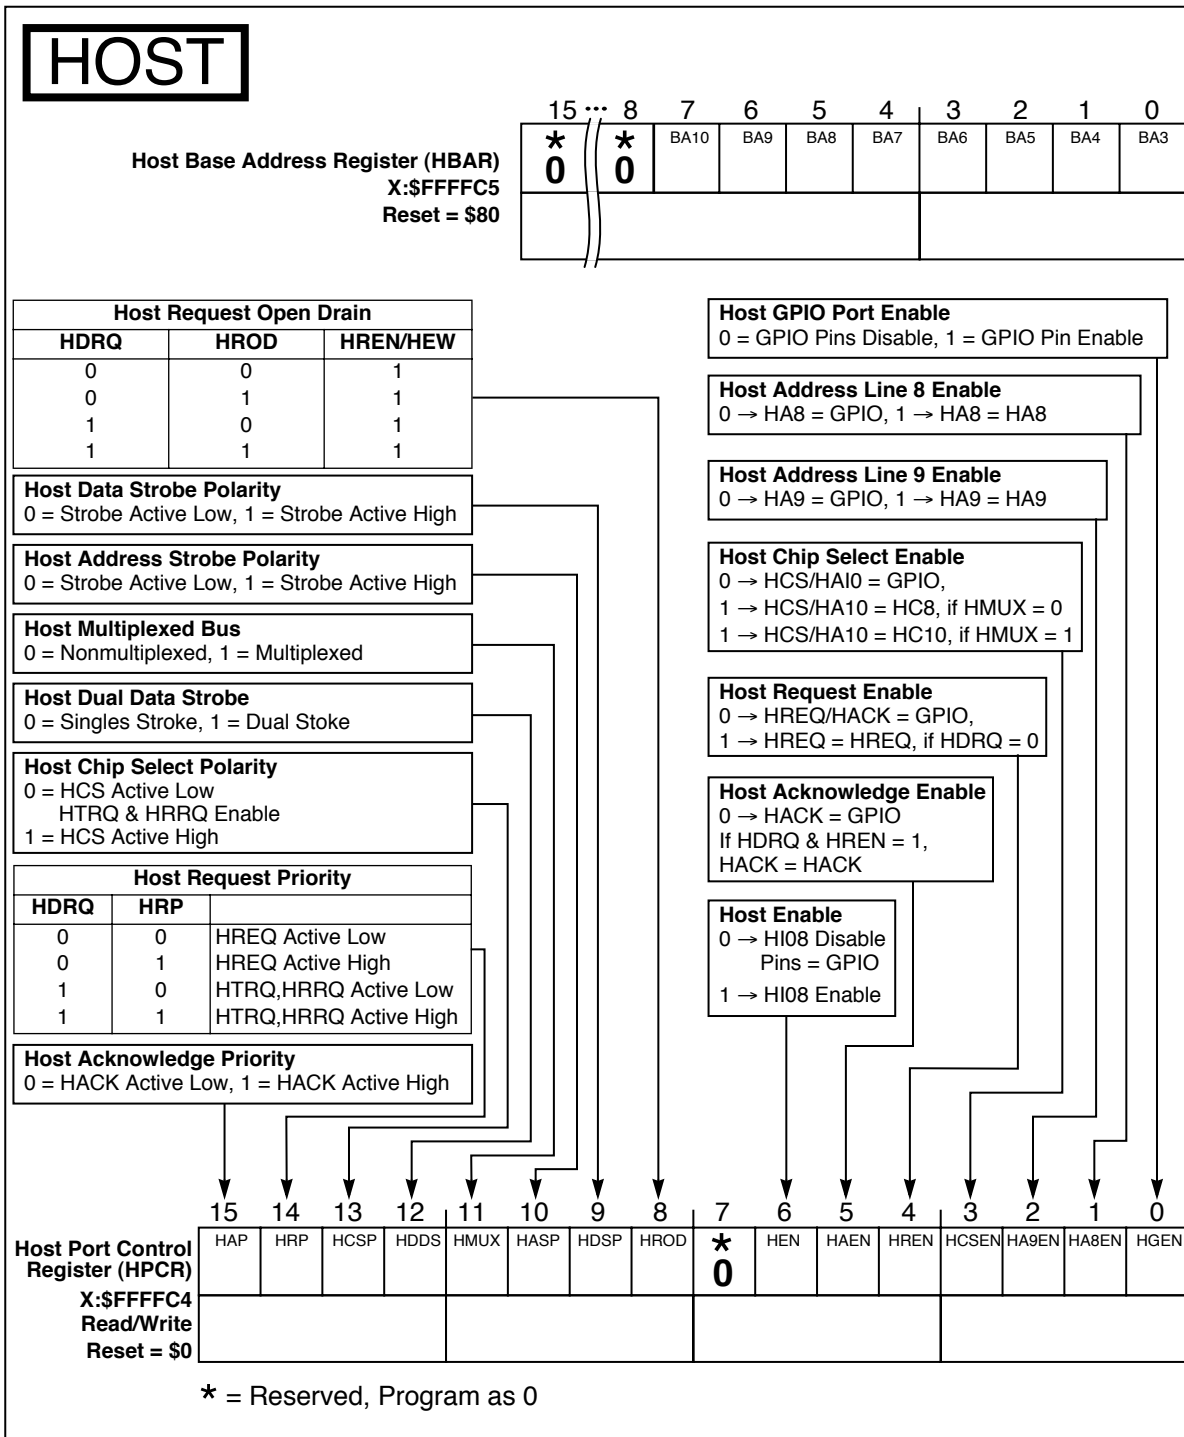 HOST
15 ... 8 7 6 5 4 3 2 1 0
* * BA10 BA9 BA8 BA7 BA6 BA5 BA4 BA3
0 0
Host Base Address Register (HBAR)
X:$FFFFC5
Reset = $80
Host Request Open Drain
HDRQ HROD HREN/HEW
0 0 1
0 1 1
1 0 1
1 1 1
Host Data Strobe Polarity
0 = Strobe Active Low, 1 = Strobe Active High
Host Address Strobe Polarity
0 = Strobe Active Low, 1 = Strobe Active High
Host Multiplexed Bus
0 = Nonmultiplexed, 1 = Multiplexed
Host Dual Data Strobe
0 = Singles Stroke, 1 = Dual Stoke
Host Chip Select Polarity
0 = HCS Active Low
HTRQ & HRRQ Enable
1 = HCS Active High
Host Request Priority
HDRQ HRP
0 0 HREQ Active Low
0 1 HREQ Active High
1 0 HTRQ,HRRQ Active Low
1 1 HTRQ,HRRQ Active High
Host Acknowledge Priority
0 = HACK Active Low, 1 = HACK Active High
Host GPIO Port Enable
0 = GPIO Pins Disable, 1 = GPIO Pin Enable
Host Address Line 8 Enable
0 → HA8 = GPIO, 1 → HA8 = HA8
Host Address Line 9 Enable
0 → HA9 = GPIO, 1 → HA9 = HA9
Host Chip Select Enable
0 → HCS/HAI0 = GPIO,
1 → HCS/HA10 = HC8, if HMUX = 0
1 → HCS/HA10 = HC10, if HMUX = 1
Host Request Enable
0 → HREQ/HACK = GPIO,
1 → HREQ = HREQ, if HDRQ = 0
Host Acknowledge Enable
0 → HACK = GPIO
If HDRQ & HREN = 1,
HACK = HACK
Host Enable
0 → HI08 Disable
Pins = GPIO
1 → HI08 Enable
15 14 13 12 11 10 9 8 7 6 5 4 3 2 1 0
HAP HRP HCSP HDDS HMUX HASP HDSP HROD * HEN HAEN HREN HCSEN HA9EN HA8EN HGEN
0
Host Port Control
Register (HPCR)
X:$FFFFC4
Read/Write
Reset = $0
* = Reserved, Program as 0